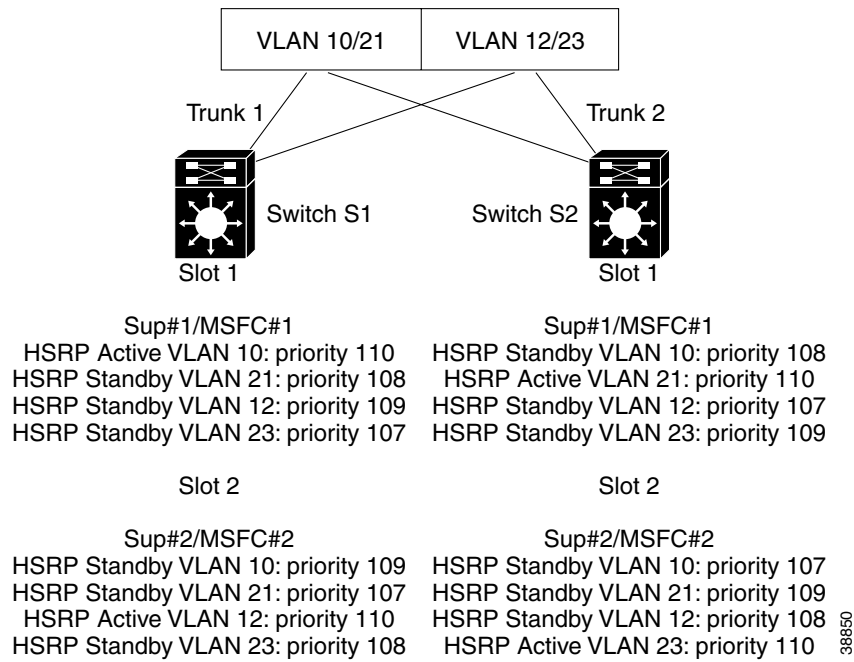 VLAN 10/21 VLAN 12/23
Trunk 1 Trunk 2
Switch S1 Switch S2
Slot 1 Slot 1
Sup#1/MSFC#1
HSRP Active VLAN 10: priority 110
HSRP Standby VLAN 21: priority 108
HSRP Standby VLAN 12: priority 109
HSRP Standby VLAN 23: priority 107
Sup#1/MSFC#1
HSRP Standby VLAN 10: priority 108
HSRP Active VLAN 21: priority 110
HSRP Standby VLAN 12: priority 107
HSRP Standby VLAN 23: priority 109
Slot 2 Slot 2
Sup#2/MSFC#2
HSRP Standby VLAN 10: priority 109
HSRP Standby VLAN 21: priority 107
HSRP Active VLAN 12: priority 110
HSRP Standby VLAN 23: priority 108
Sup#2/MSFC#2
HSRP Standby VLAN 10: priority 107
HSRP Standby VLAN 21: priority 109
HSRP Standby VLAN 12: priority 108
HSRP Active VLAN 23: priority 110
38850